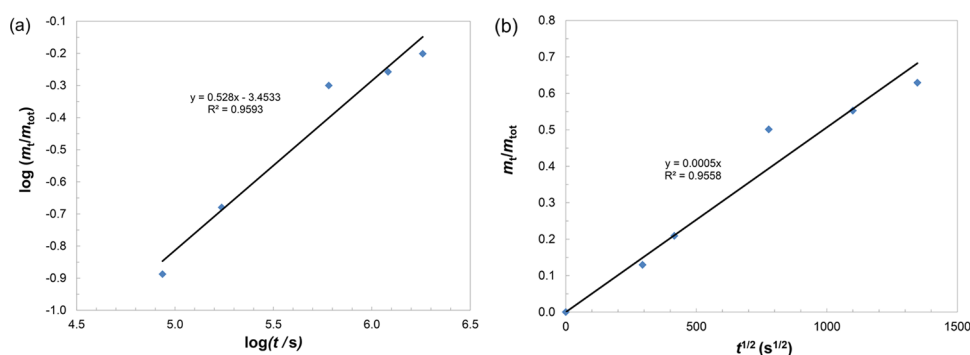 (a)
-0.1
-0.2
-0.3
-0.4
-0.5
-0.6
-0.7
-0.8
-0.9
-1.0
log (mt/mtot)
y = 0.528x - 3.4533
R² = 0.9593
4.5 5.0 5.5 6.0 6.5
log(t /s)
(b)
0.8
0.7
0.6
0.5
0.4
0.3
0.2
0.1
0.0
mt/mtot
y = 0.0005x
R² = 0.9558
0 500 1000 1500
t1/2 (s1/2)